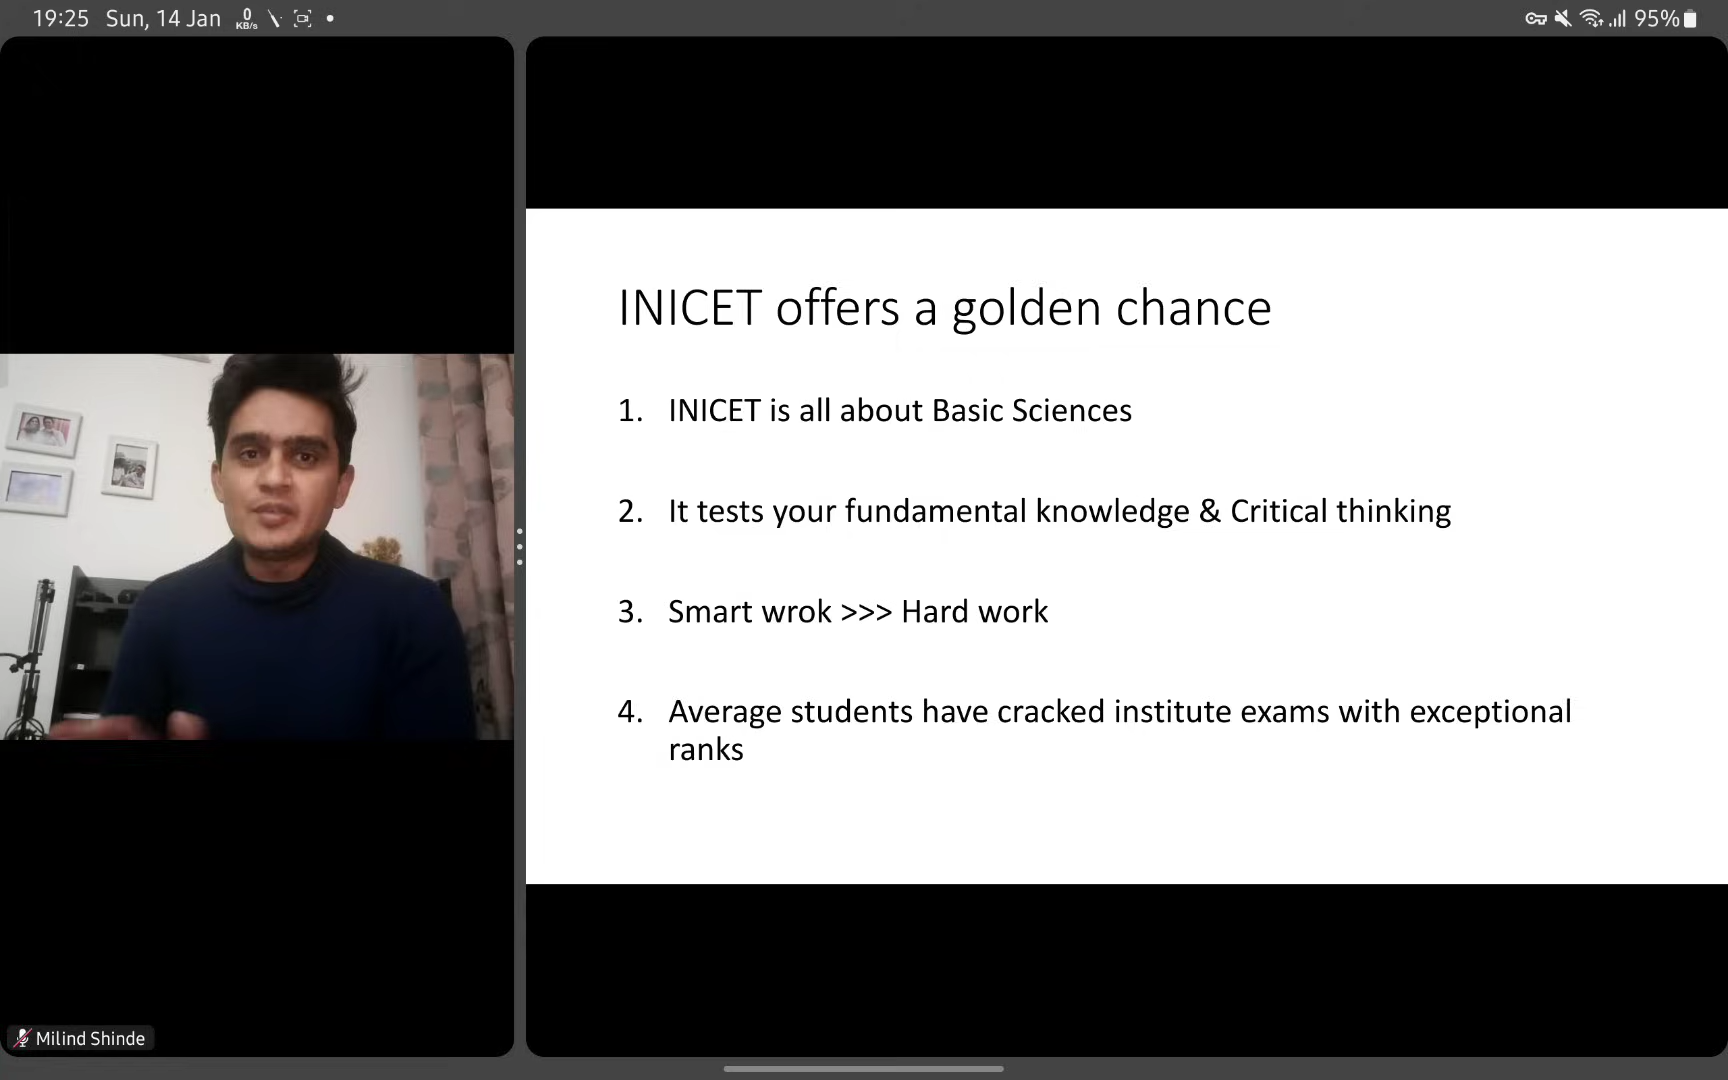 19:25 Sun, 14 Jan 0 KB/s
95%
INICET offers a golden chance
1. INICET is all about Basic Sciences
2. It tests your fundamental knowledge & Critical thinking
3. Smart wrok >>> Hard work
4. Average students have cracked institute exams with exceptional
ranks
Milind Shinde